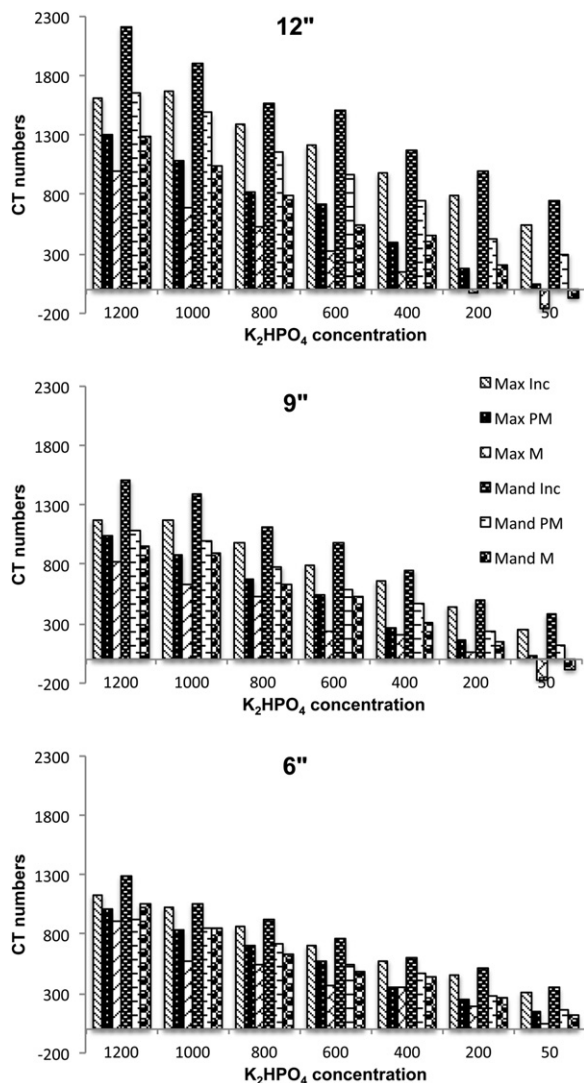 12"
2300
1800
1300
800
300
-200
CT numbers
1200 1000 800 600 400 200 50
K₂HPO₄ concentration
9"
2300
1800
1300
800
300
-200
CT numbers
Max Inc
Max PM
Max M
Mand Inc
Mand PM
Mand M
1200 1000 800 600 400 200 50
K₂HPO₄ concentration
6"
2300
1800
1300
800
300
-200
CT numbers
1200 1000 800 600 400 200 50
K₂HPO₄ concentration